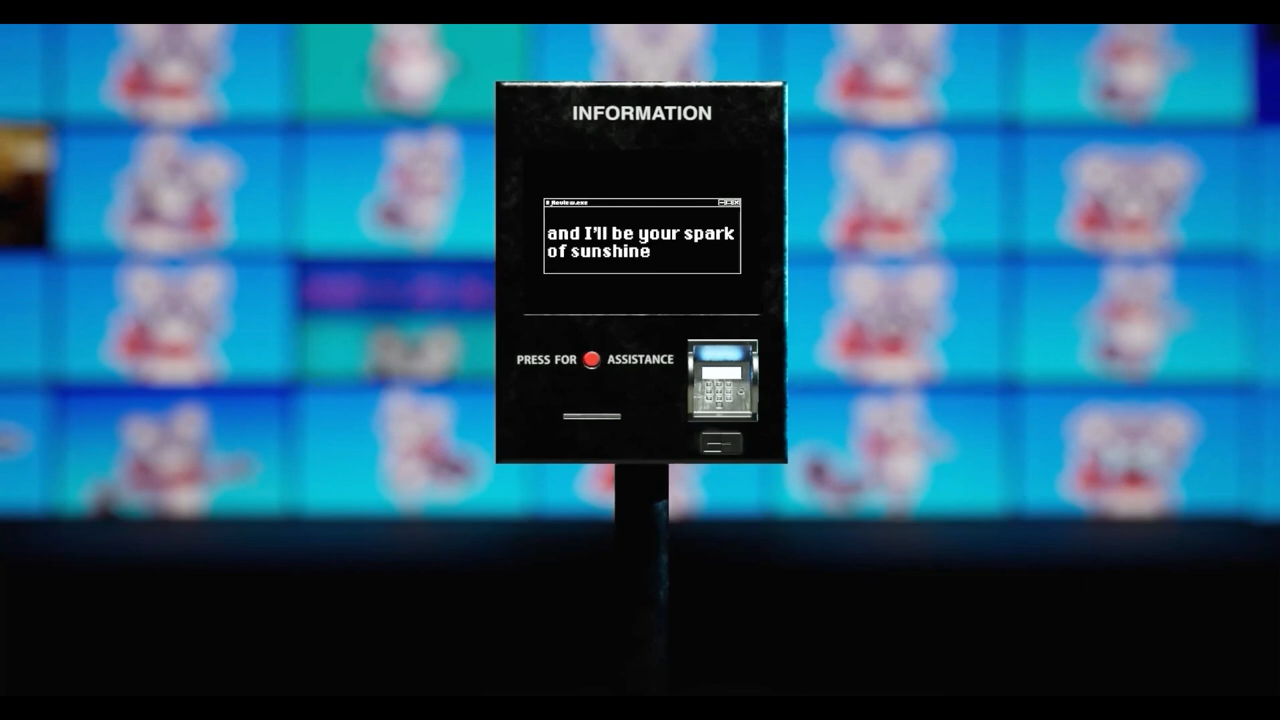 INFORMATION
and I'll be your spark
of sunshine
PRESS FOR ASSISTANCE